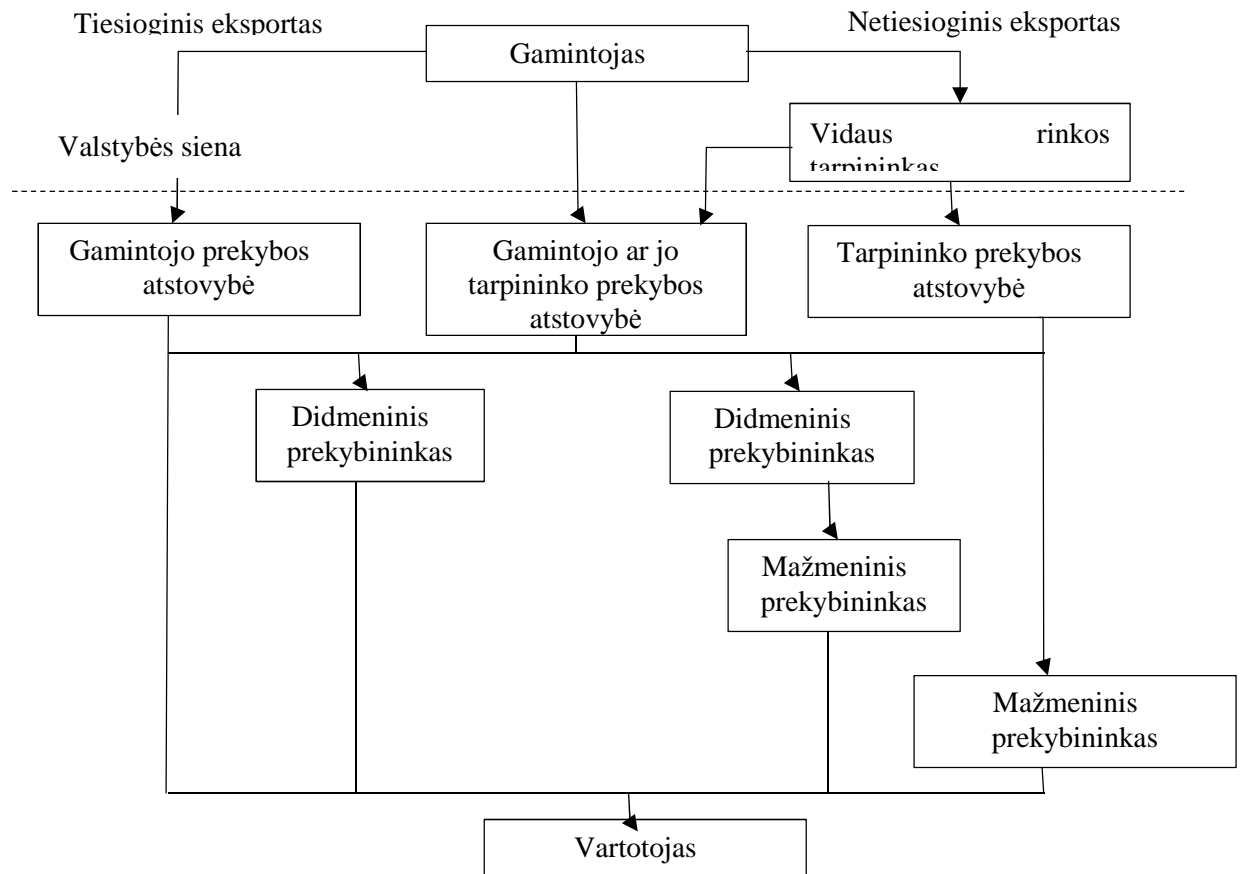 Tiesioginis eksportas
Netiesioginis eksportas
Gamintojas
Valstybės siena
Vidaus rinkos
tarpininkas
Gamintojo prekybos
atstovybė
Gamintojo ar jo
tarpininko prekybos
atstovybė
Tarpininko prekybos
atstovybė
Didmeninis
prekybininkas
Didmeninis
prekybininkas
Mažmeninis
prekybininkas
Mažmeninis
prekybininkas
Vartotojas